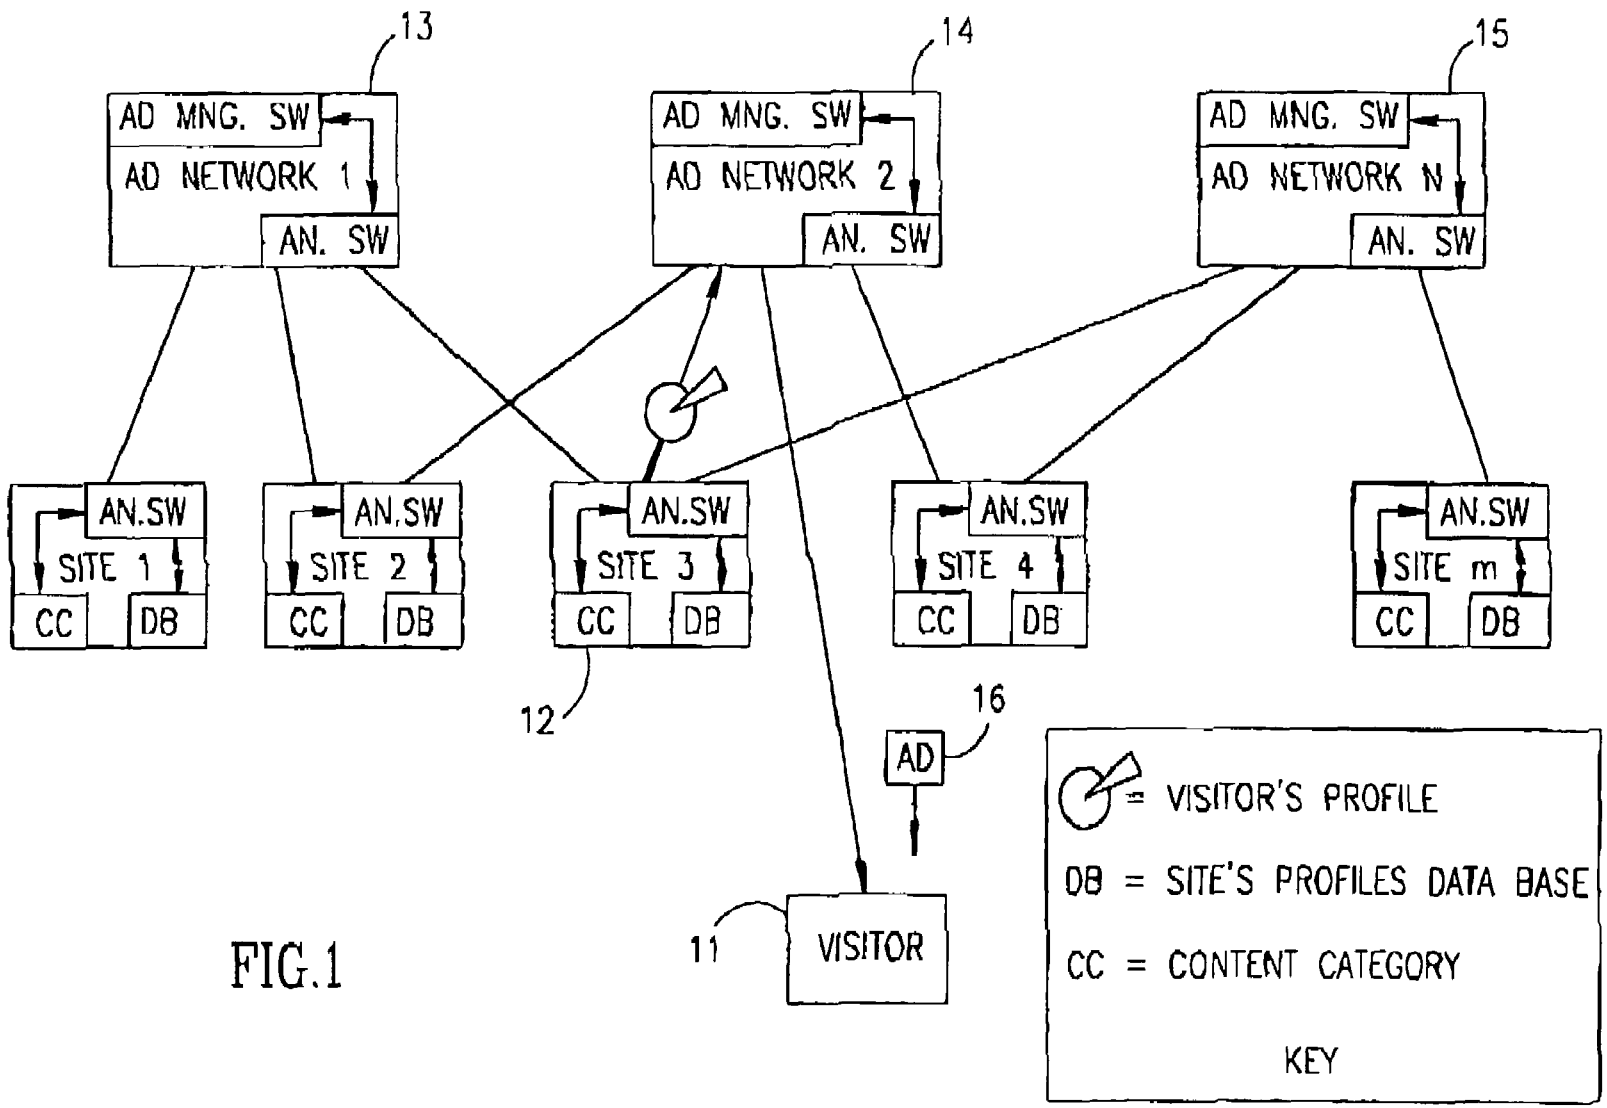 13
14
15
AD MNG. SW
AD NETWORK 1
AN. SW
AD MNG. SW
AD NETWORK 2
AN. SW
AD MNG. SW
AD NETWORK N
AN. SW
AN.SW
SITE 1
CC
DB
AN.SW
SITE 2
CC
DB
AN.SW
SITE 3
CC
DB
AN.SW
SITE 4
CC
DB
AN.SW
SITE m
CC
DB
12
16
AD
11
VISITOR
= VISITOR'S PROFILE
DB = SITE'S PROFILES DATA BASE
CC = CONTENT CATEGORY
KEY
FIG.1